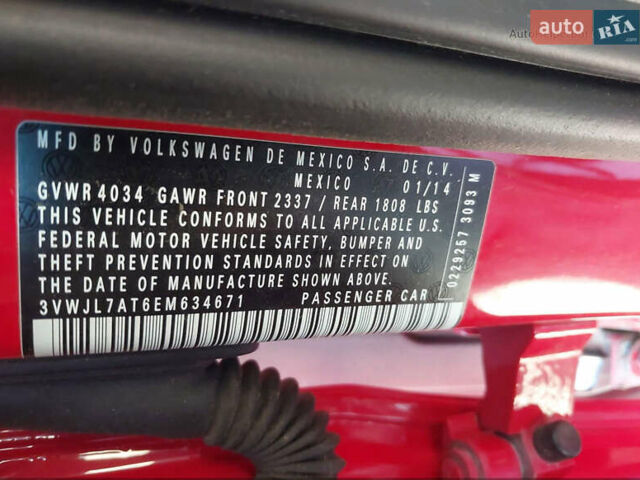 auto RIA
.com
MFD BY VOLKSWAGEN DE MEXICO S.A. DE C.V.
MEXICO 01/14
GVWR 4034 GAWR FRONT 2337 / REAR 1808 LBS
THIS VEHICLE CONFORMS TO ALL APPLICABLE U.S.
FEDERAL MOTOR VEHICLE SAFETY, BUMPER AND
THEFT PREVENTION STANDARDS IN EFFECT ON
THE DATE OF MANUFACTURE SHOWN ABOVE.
3VWJL7AT6EM634671 PASSENGER CAR
0229257 3093 M